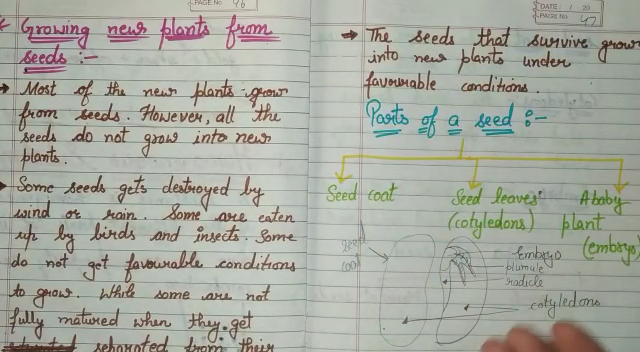 PAGE No 46
Growing new plants from
seeds :-
→ Most of the new plants grow
from seeds. However, all the
seeds do not grow into new
plants.
→ Some seeds gets destroyed by
wind or rain. Some are eaten
up by birds and insects. Some
do not get favourable conditions
to grow. While some are not
fully matured when they get
separated from their
DATE: / / 20
PAGE No 47
→ The seeds that survive grow
into new plants under
favourable conditions.
Parts of a seed :-
Seed coat
Seed leaves
(cotyledons)
A baby
plant
(embryo)
seed
coat
Embryo
plumule
radicle
cotyledons